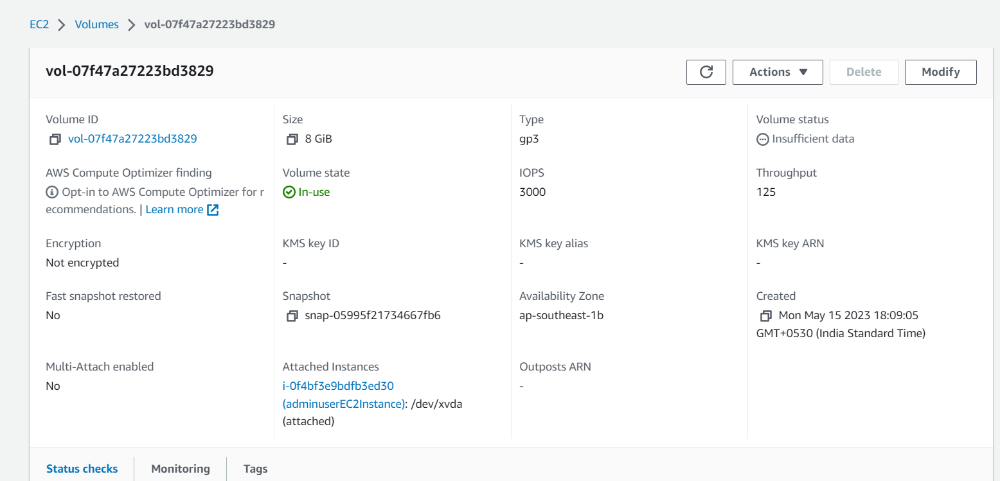 EC2 > Volumes > vol-07f47a27223bd3829
vol-07f47a27223bd3829
Actions
Delete
Modify
Volume ID
vol-07f47a27223bd3829
Size
8 GiB
Type
gp3
Volume status
Insufficient data
AWS Compute Optimizer finding
Opt-in to AWS Compute Optimizer for r
ecommendations. | Learn more
Volume state
In-use
IOPS
3000
Throughput
125
Encryption
Not encrypted
KMS key ID
-
KMS key alias
-
KMS key ARN
-
Fast snapshot restored
No
Snapshot
snap-05995f21734667fb6
Availability Zone
ap-southeast-1b
Created
Mon May 15 2023 18:09:05
GMT+0530 (India Standard Time)
Multi-Attach enabled
No
Attached Instances
i-0f4bf3e9bdfb3ed30
(adminuserEC2Instance): /dev/xvda
(attached)
Outposts ARN
-
Status checks
Monitoring
Tags